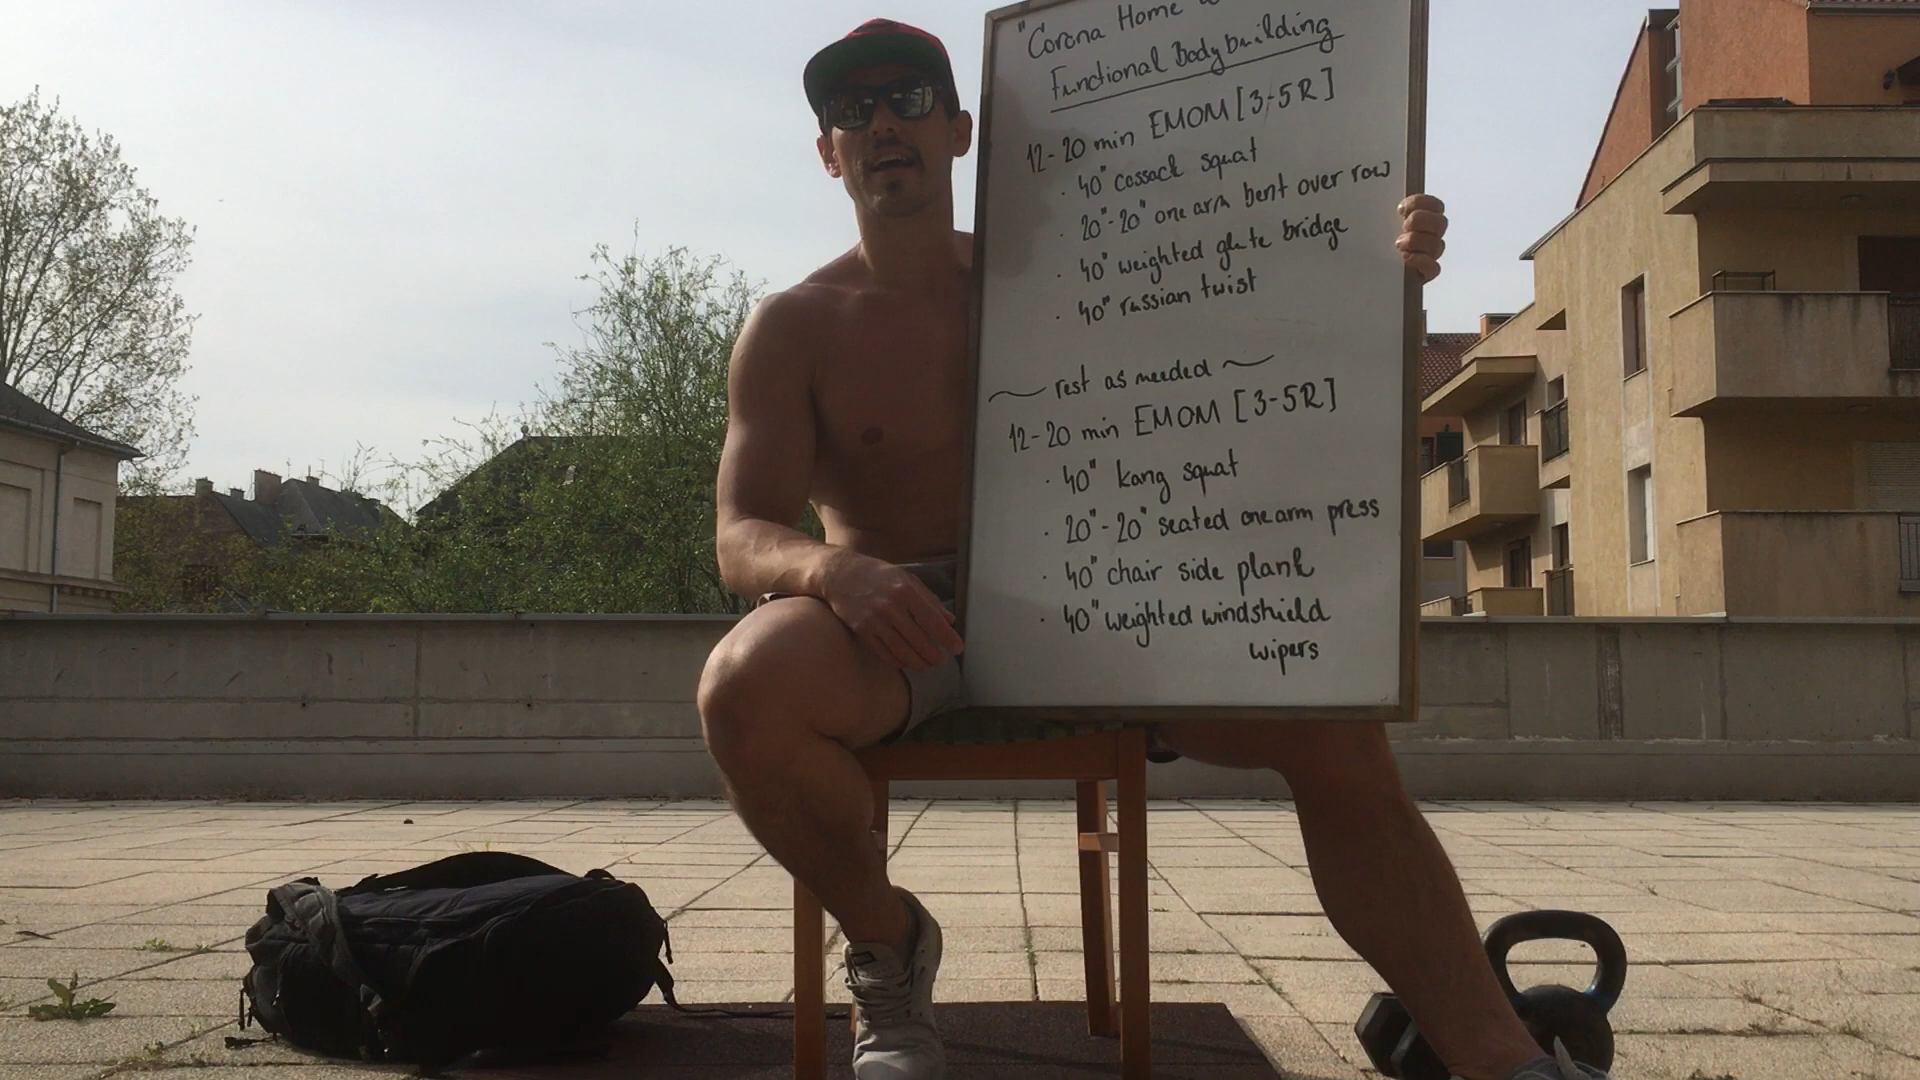 "Corona Home
Functional Bodybuilding
12-20 min EMOM [3-5R]
· 40" cossack squat
· 20"-20" one arm bent over row
· 40" weighted glute bridge
· 40" russian twist
~ rest as needed ~
12-20 min EMOM [3-5R]
· 40" kang squat
· 20"-20" seated one arm press
· 40" chair side plank
· 40" weighted windshield
wipers